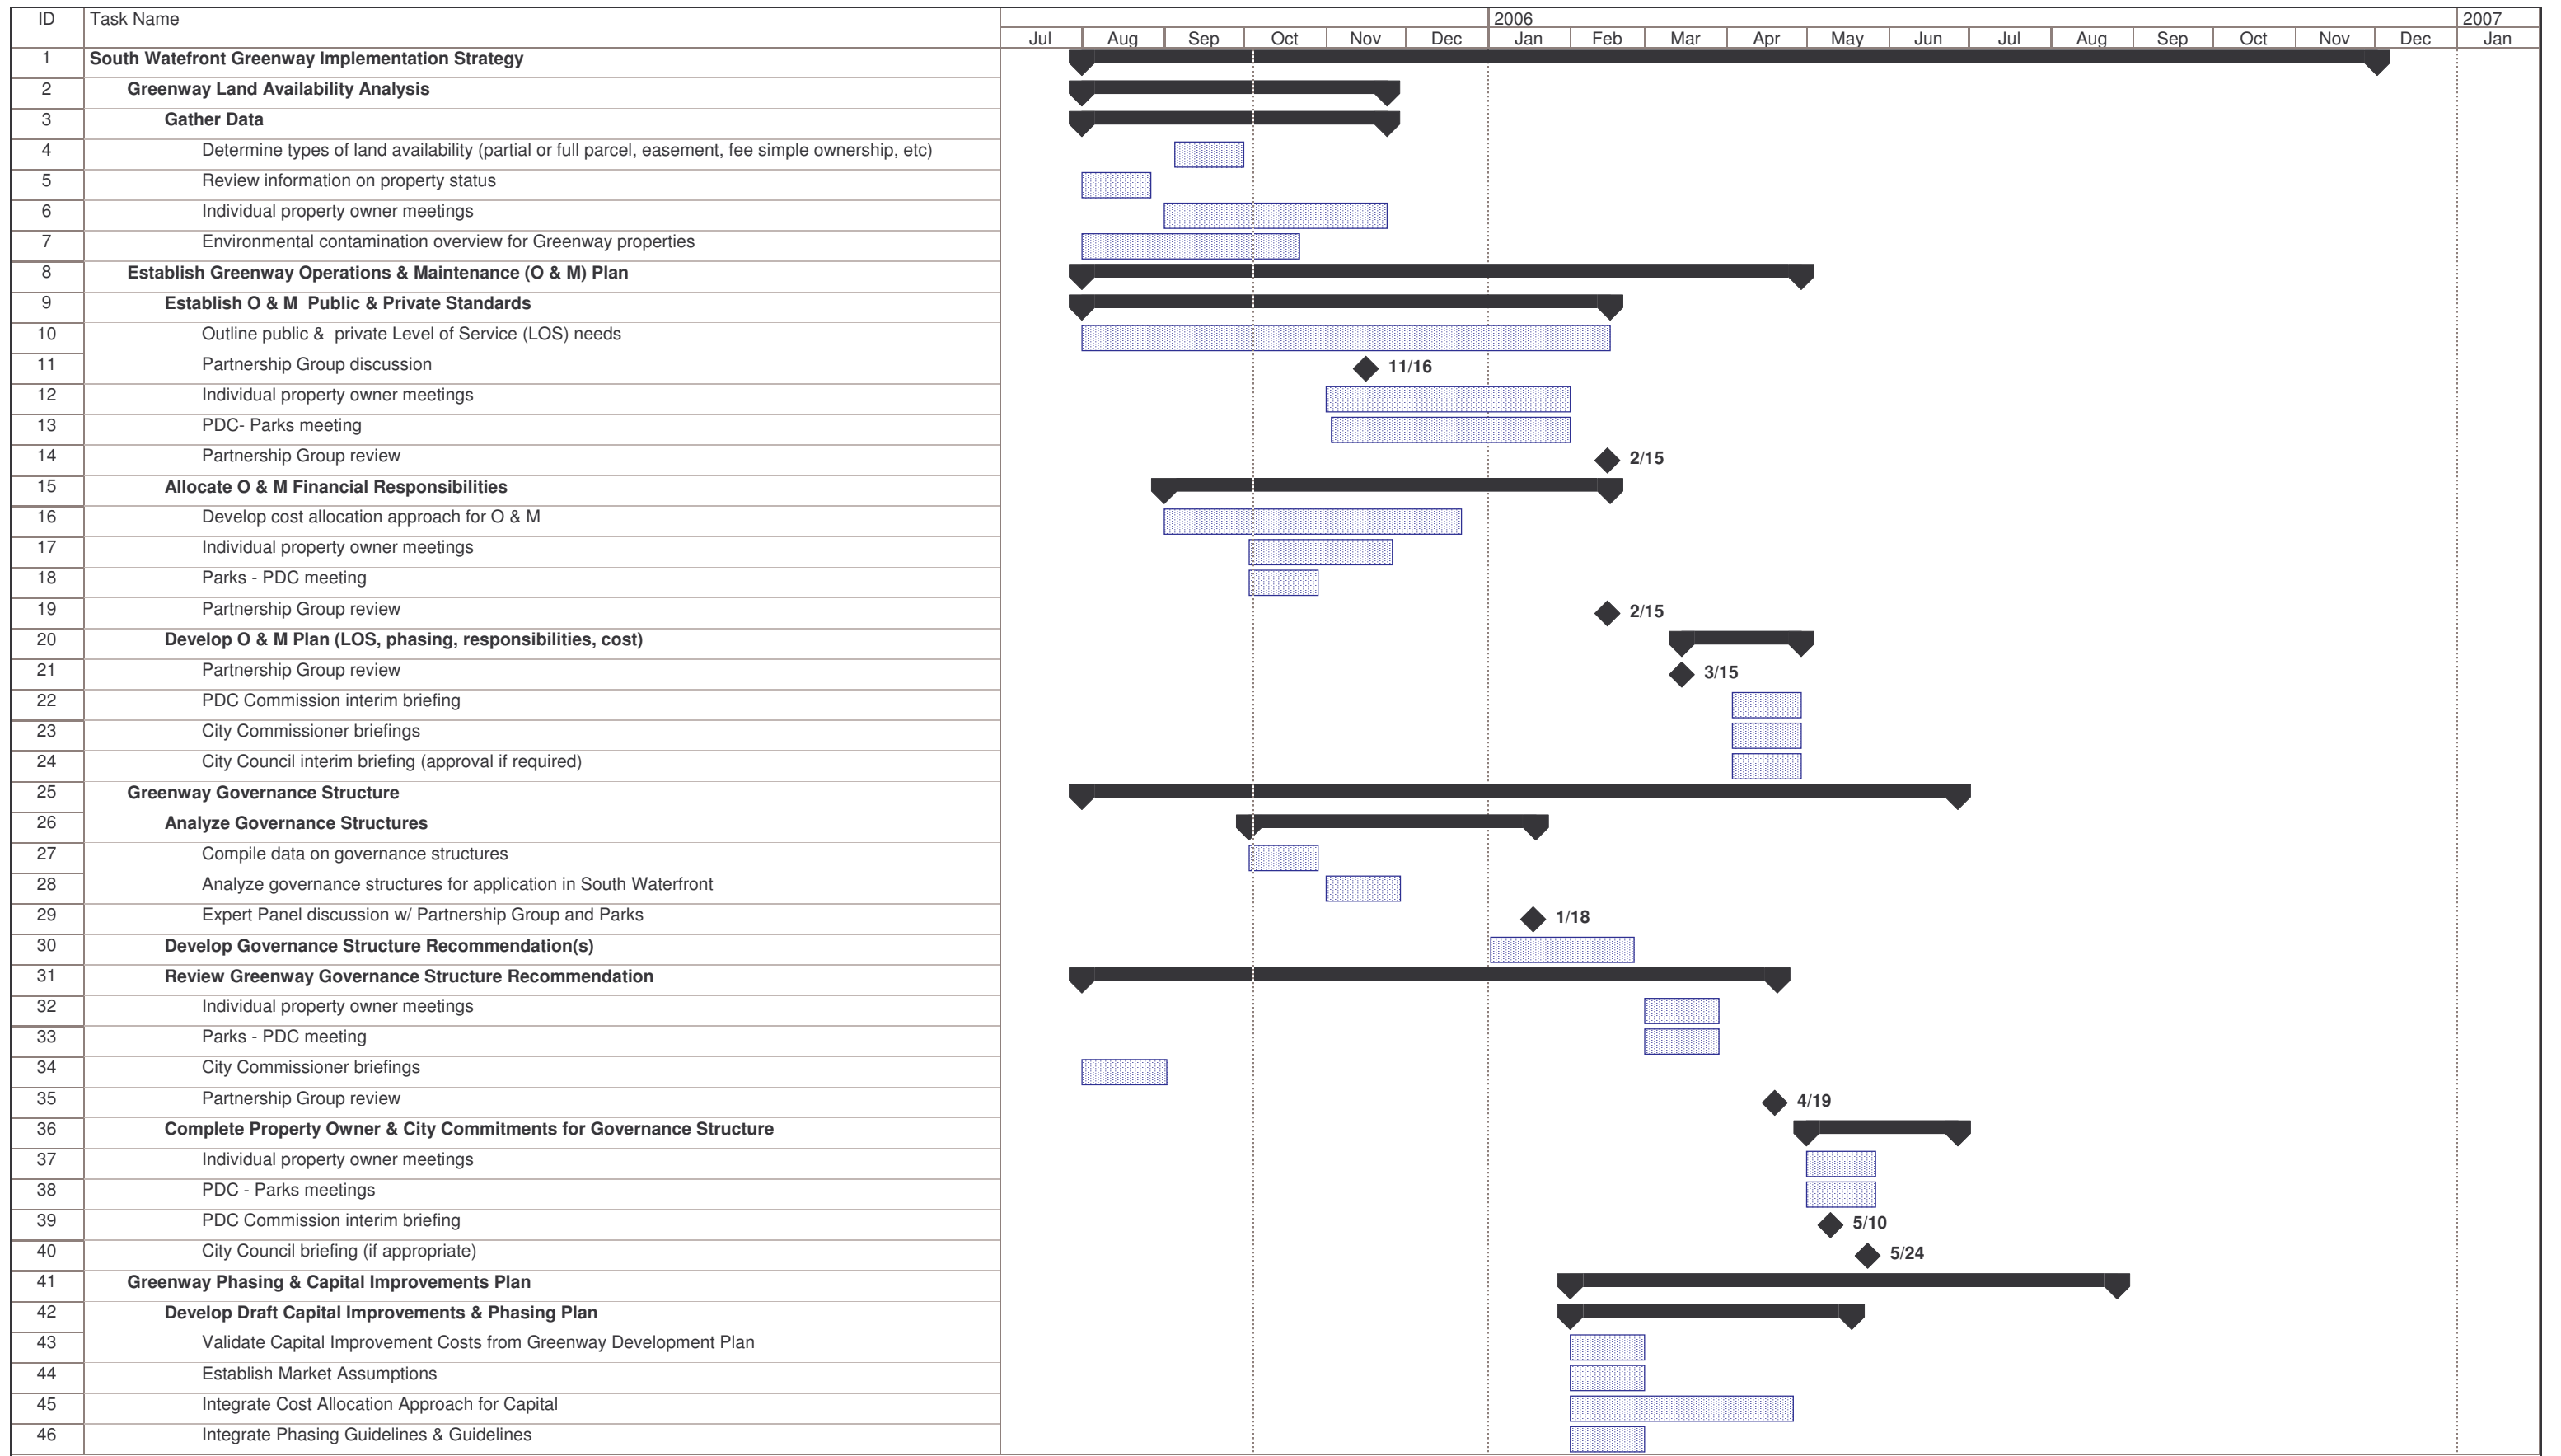 ID Task Name 2006 2007
Jul Aug Sep Oct Nov Dec Jan Feb Mar Apr May Jun Jul Aug Sep Oct Nov Dec Jan
1 South Watefront Greenway Implementation Strategy
2 Greenway Land Availability Analysis
3 Gather Data
4 Determine types of land availability (partial or full parcel, easement, fee simple ownership, etc)
5 Review information on property status
6 Individual property owner meetings
7 Environmental contamination overview for Greenway properties
8 Establish Greenway Operations & Maintenance (O & M) Plan
9 Establish O & M Public & Private Standards
10 Outline public & private Level of Service (LOS) needs
11 Partnership Group discussion 11/16
12 Individual property owner meetings
13 PDC- Parks meeting
14 Partnership Group review 2/15
15 Allocate O & M Financial Responsibilities
16 Develop cost allocation approach for O & M
17 Individual property owner meetings
18 Parks - PDC meeting
19 Partnership Group review 2/15
20 Develop O & M Plan (LOS, phasing, responsibilities, cost)
21 Partnership Group review 3/15
22 PDC Commission interim briefing
23 City Commissioner briefings
24 City Council interim briefing (approval if required)
25 Greenway Governance Structure
26 Analyze Governance Structures
27 Compile data on governance structures
28 Analyze governance structures for application in South Waterfront
29 Expert Panel discussion w/ Partnership Group and Parks 1/18
30 Develop Governance Structure Recommendation(s)
31 Review Greenway Governance Structure Recommendation
32 Individual property owner meetings
33 Parks - PDC meeting
34 City Commissioner briefings
35 Partnership Group review 4/19
36 Complete Property Owner & City Commitments for Governance Structure
37 Individual property owner meetings
38 PDC - Parks meetings
39 PDC Commission interim briefing 5/10
40 City Council briefing (if appropriate) 5/24
41 Greenway Phasing & Capital Improvements Plan
42 Develop Draft Capital Improvements & Phasing Plan
43 Validate Capital Improvement Costs from Greenway Development Plan
44 Establish Market Assumptions
45 Integrate Cost Allocation Approach for Capital
46 Integrate Phasing Guidelines & Guidelines